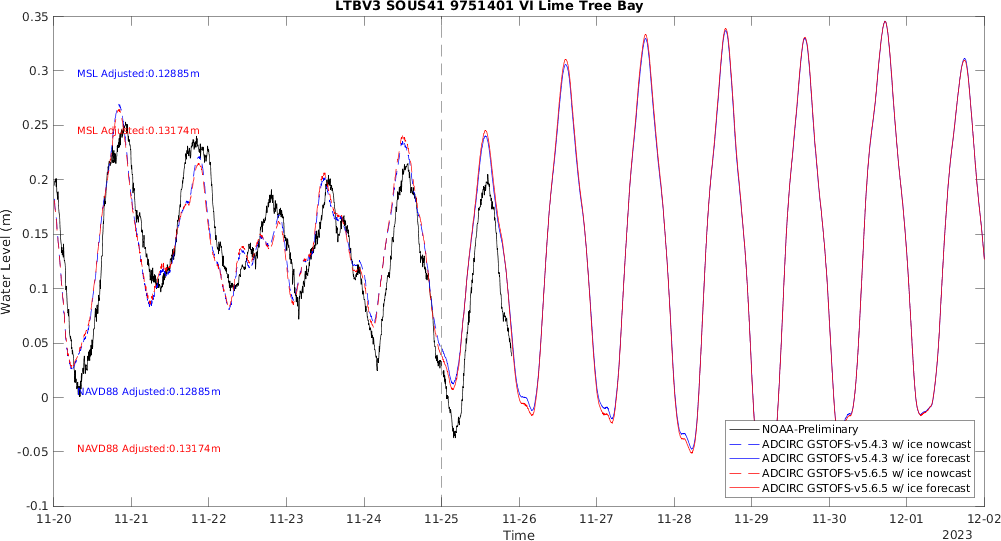 LTBV3 SOUS41 9751401 VI Lime Tree Bay
MSL Adjusted:0.12885m
MSL Adjusted:0.13174m
NAVD88 Adjusted:0.12885m
NAVD88 Adjusted:0.13174m
Water Level (m)
0.35
0.3
0.25
0.2
0.15
0.1
0.05
0
-0.05
-0.1
NOAA-Preliminary
ADCIRC GSTOFS-v5.4.3 w/ ice nowcast
ADCIRC GSTOFS-v5.4.3 w/ ice forecast
ADCIRC GSTOFS-v5.6.5 w/ ice nowcast
ADCIRC GSTOFS-v5.6.5 w/ ice forecast
11-20 11-21 11-22 11-23 11-24 11-25 11-26 11-27 11-28 11-29 11-30 12-01 12-02
Time
2023